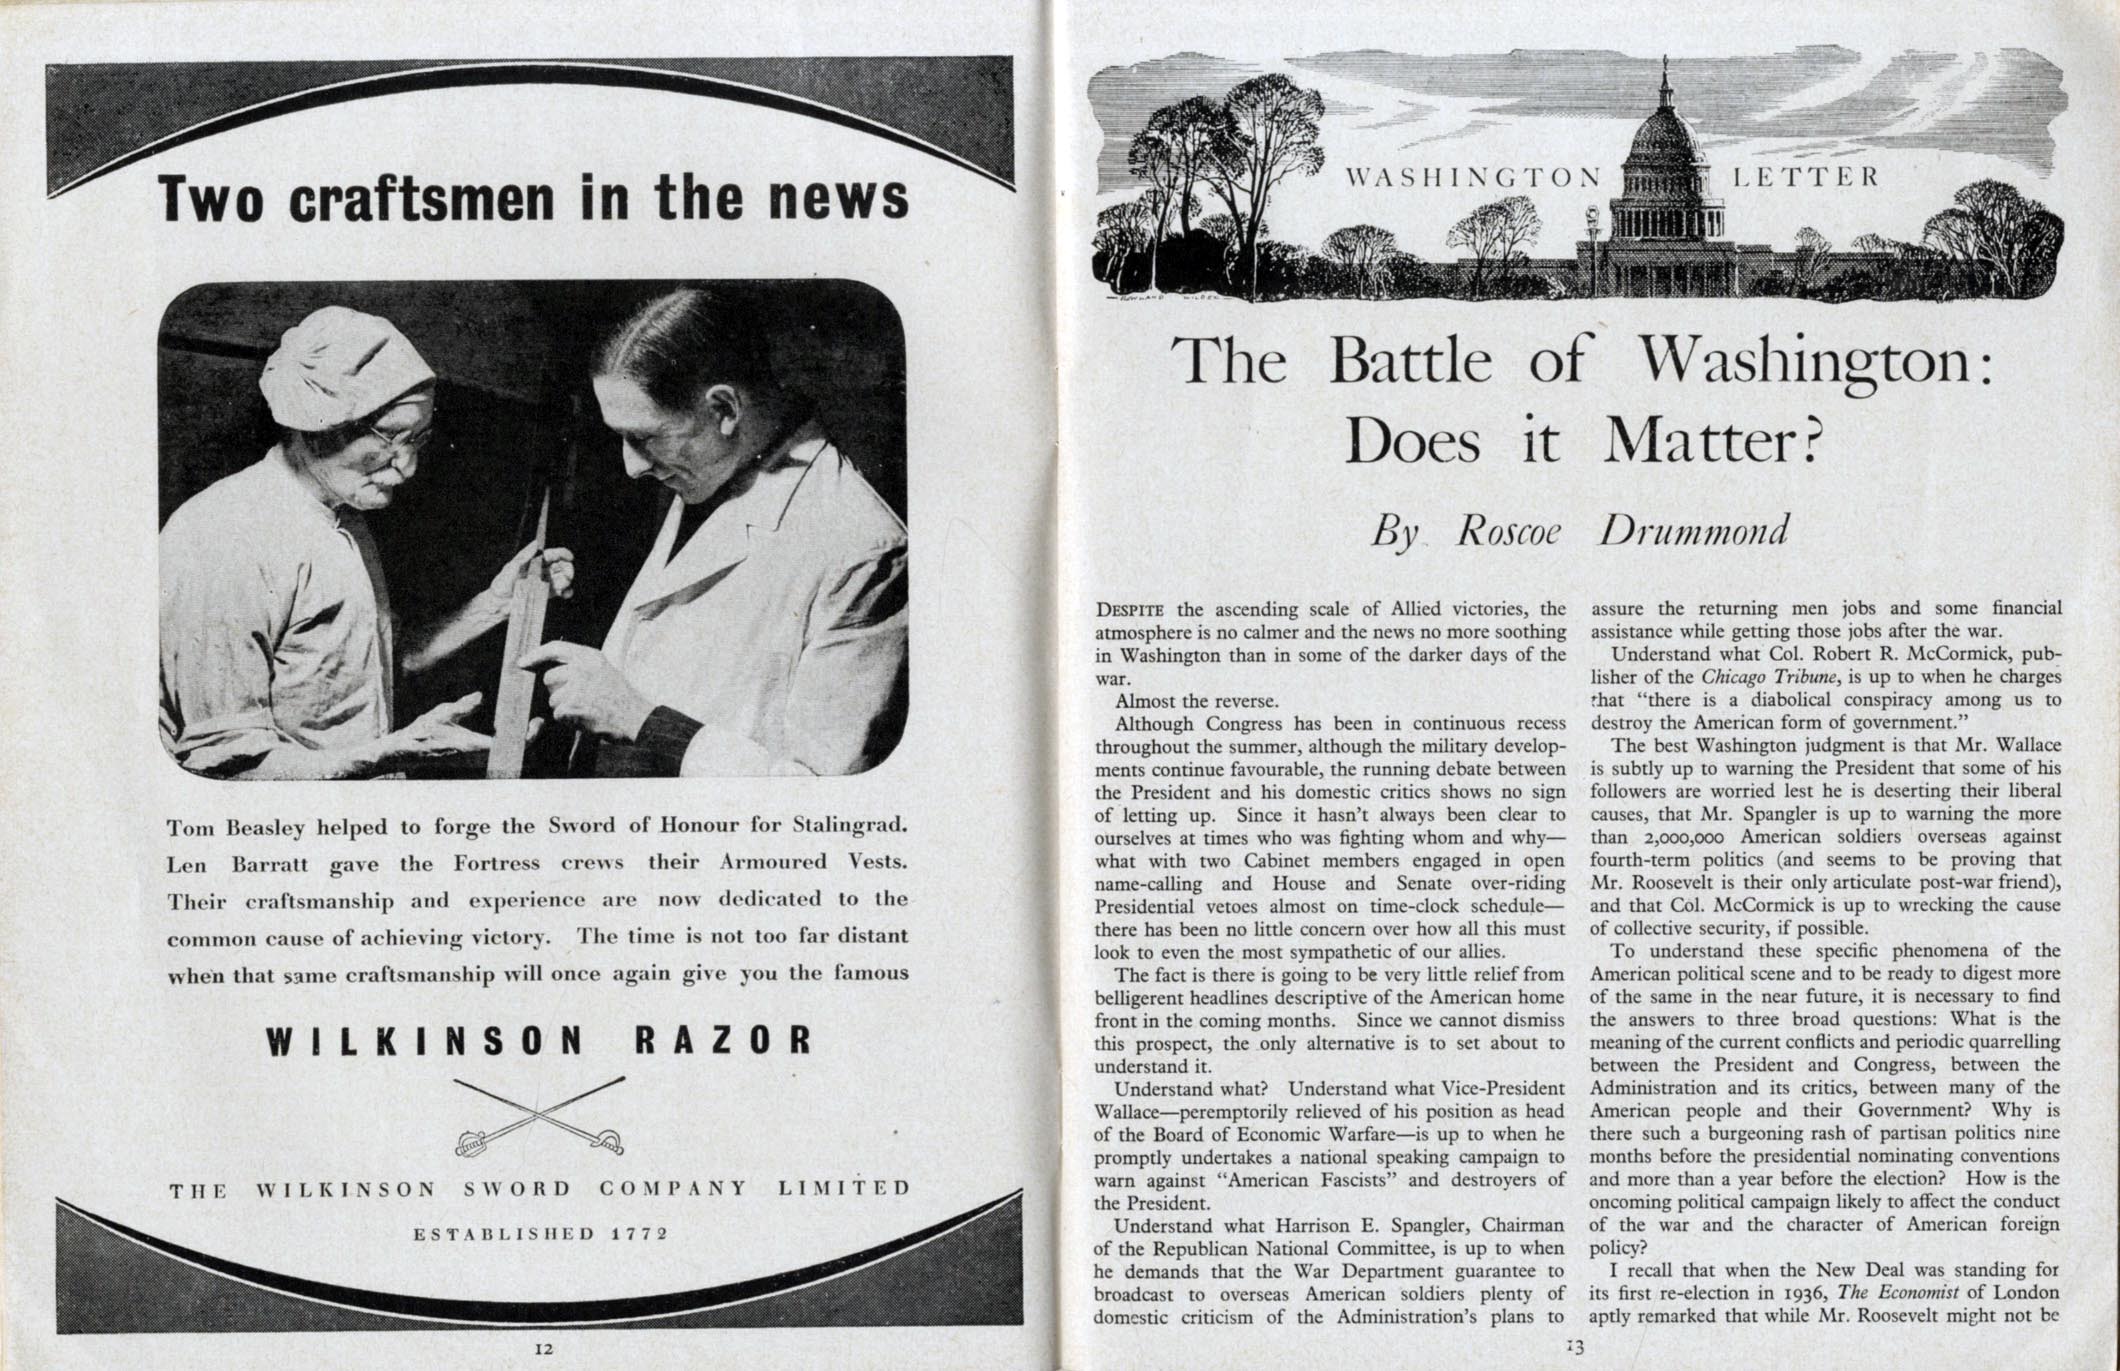 Two craftsmen in the news
Tom Beasley helped to forge the Sword of Honour for Stalingrad.
Len Barratt gave the Fortress crews their Armoured Vests.
Their craftsmanship and experience are now dedicated to the
common cause of achieving victory. The time is not too far distant
when that same craftsmanship will once again give you the famous
WILKINSON RAZOR
THE WILKINSON SWORD COMPANY LIMITED
ESTABLISHED 1772
12
WASHINGTON LETTER
ROWLAND HILDER
The Battle of Washington:
Does it Matter?
By Roscoe Drummond
DESPITE the ascending scale of Allied victories, the
atmosphere is no calmer and the news no more soothing
in Washington than in some of the darker days of the
war.
Almost the reverse.
Although Congress has been in continuous recess
throughout the summer, although the military develop-
ments continue favourable, the running debate between
the President and his domestic critics shows no sign
of letting up. Since it hasn't always been clear to
ourselves at times who was fighting whom and why—
what with two Cabinet members engaged in open
name-calling and House and Senate over-riding
Presidential vetoes almost on time-clock schedule—
there has been no little concern over how all this must
look to even the most sympathetic of our allies.
The fact is there is going to be very little relief from
belligerent headlines descriptive of the American home
front in the coming months. Since we cannot dismiss
this prospect, the only alternative is to set about to
understand it.
Understand what? Understand what Vice-President
Wallace—peremptorily relieved of his position as head
of the Board of Economic Warfare—is up to when he
promptly undertakes a national speaking campaign to
warn against "American Fascists" and destroyers of
the President.
Understand what Harrison E. Spangler, Chairman
of the Republican National Committee, is up to when
he demands that the War Department guarantee to
broadcast to overseas American soldiers plenty of
domestic criticism of the Administration's plans to
assure the returning men jobs and some financial
assistance while getting those jobs after the war.
Understand what Col. Robert R. McCormick, pub-
lisher of the Chicago Tribune, is up to when he charges
that "there is a diabolical conspiracy among us to
destroy the American form of government."
The best Washington judgment is that Mr. Wallace
is subtly up to warning the President that some of his
followers are worried lest he is deserting their liberal
causes, that Mr. Spangler is up to warning the more
than 2,000,000 American soldiers overseas against
fourth-term politics (and seems to be proving that
Mr. Roosevelt is their only articulate post-war friend),
and that Col. McCormick is up to wrecking the cause
of collective security, if possible.
To understand these specific phenomena of the
American political scene and to be ready to digest more
of the same in the near future, it is necessary to find
the answers to three broad questions: What is the
meaning of the current conflicts and periodic quarrelling
between the President and Congress, between the
Administration and its critics, between many of the
American people and their Government? Why is
there such a burgeoning rash of partisan politics nine
months before the presidential nominating conventions
and more than a year before the election? How is the
oncoming political campaign likely to affect the conduct
of the war and the character of American foreign
policy?
I recall that when the New Deal was standing for
its first re-election in 1936, The Economist of London
aptly remarked that while Mr. Roosevelt might not be
13